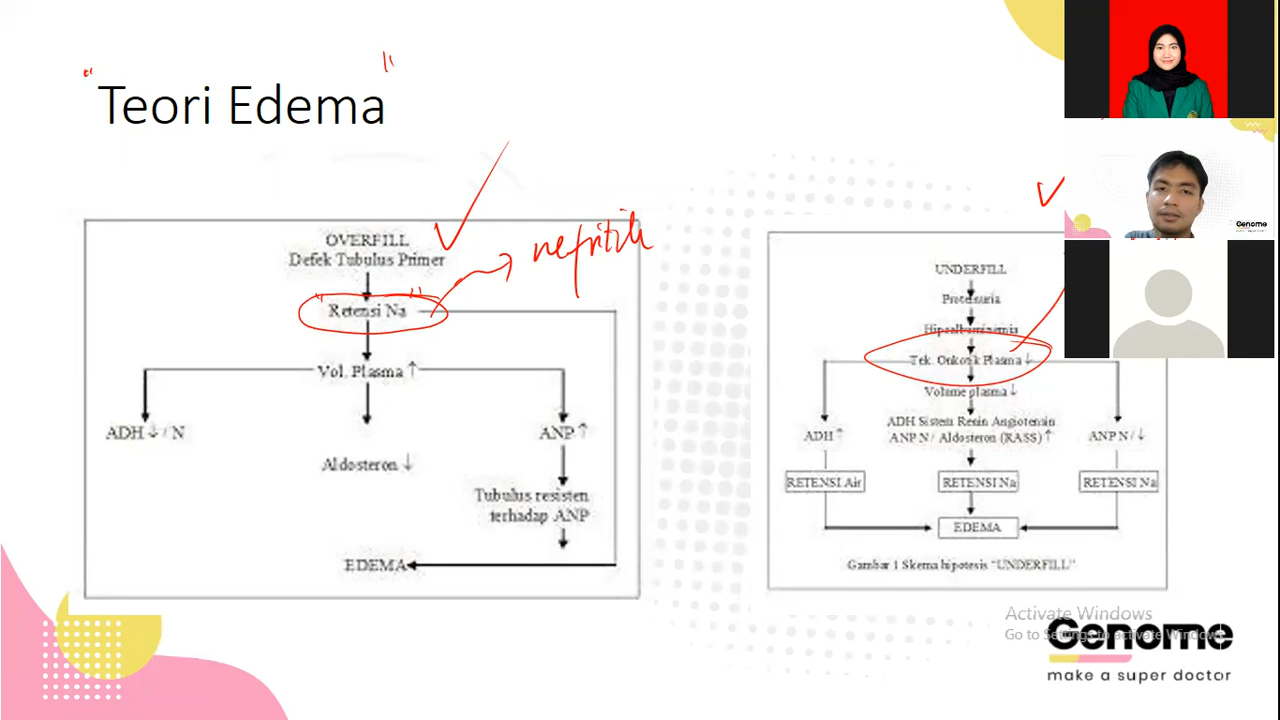 "Teori Edema"
OVERFILL
Defek Tubulus Primer
"Retensi Na"
Vol. Plasma ↑
ADH ↓ / N
ANP ↑
Aldosteron ↓
Tubulus resisten
terhadap ANP
EDEMA
UNDERFILL
Proteinuria
Hipoalbuminemia
Tek. Onkotik Plasma ↓
Volume plasma ↓
ADH ↑
ADH Sistem Renin Angiotensin
ANP N / Aldosteron (RASS) ↑
ANP N / ↓
RETENSI Air
RETENSI Na
RETENSI Na
EDEMA
Gambar 1 Skema hipotesis "UNDERFILL"
Activate Windows
Go to Settings to activate Windows.
Genome
make a super doctor
Genome